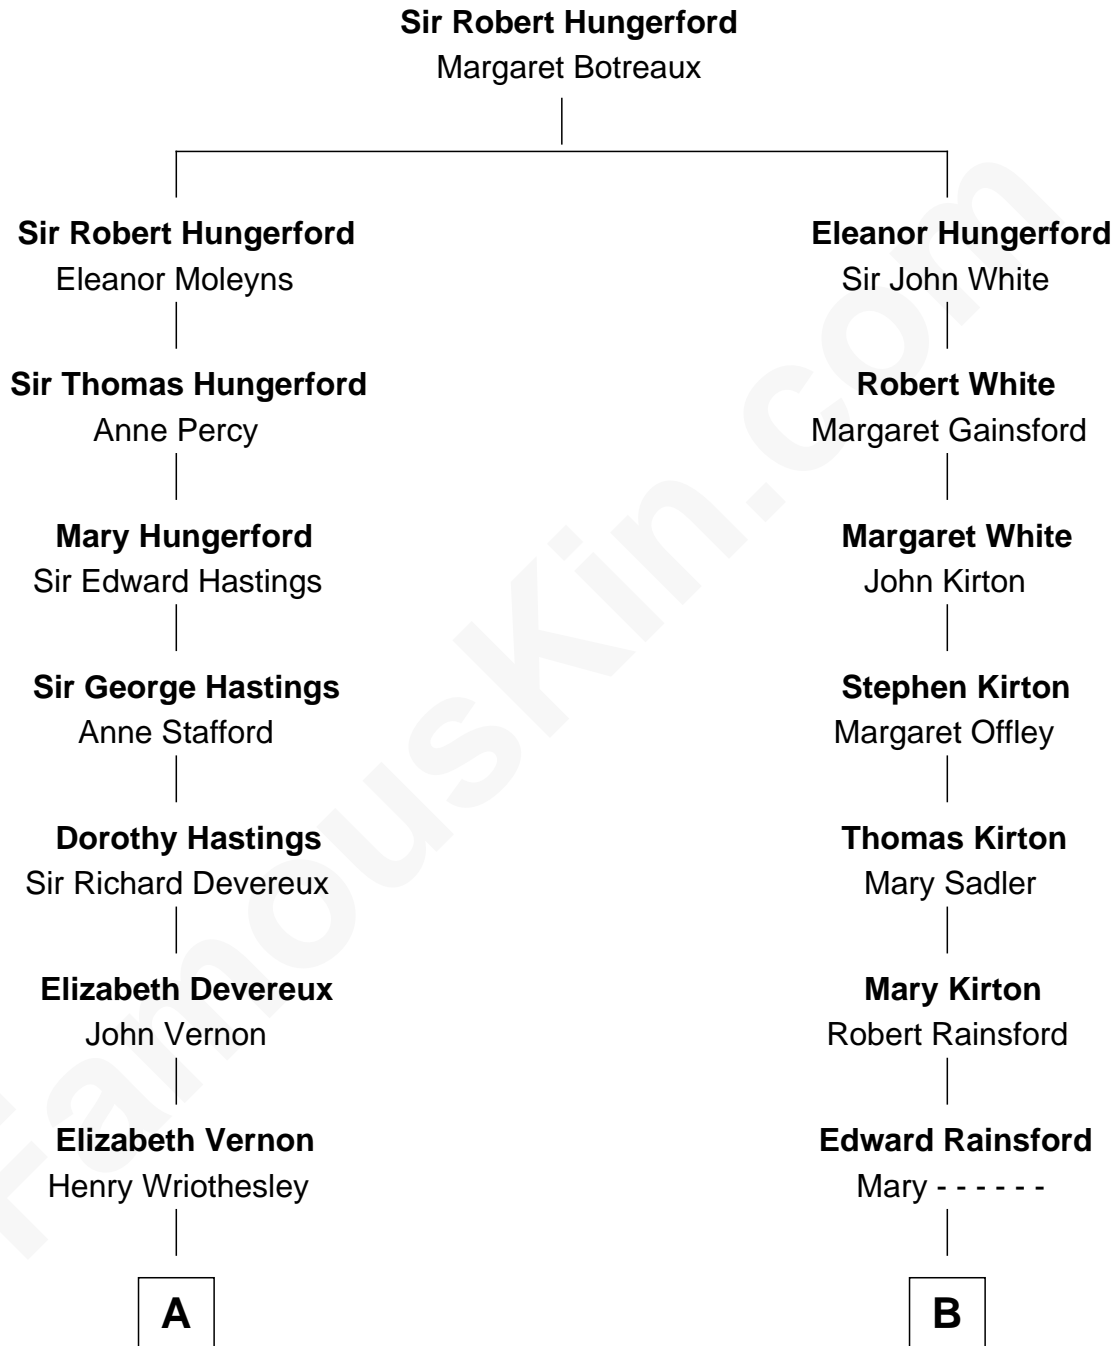 Sir Robert Hungerford
Margaret Botreaux
Sir Robert Hungerford
Eleanor Moleyns
Eleanor Hungerford
Sir John White
Sir Thomas Hungerford
Anne Percy
Robert White
Margaret Gainsford
Mary Hungerford
Sir Edward Hastings
Margaret White
John Kirton
Sir George Hastings
Anne Stafford
Stephen Kirton
Margaret Offley
Dorothy Hastings
Sir Richard Devereux
Thomas Kirton
Mary Sadler
Elizabeth Devereux
John Vernon
Mary Kirton
Robert Rainsford
Elizabeth Vernon
Henry Wriothesley
Edward Rainsford
Mary - - - - - -
A
B
FamousKin.com